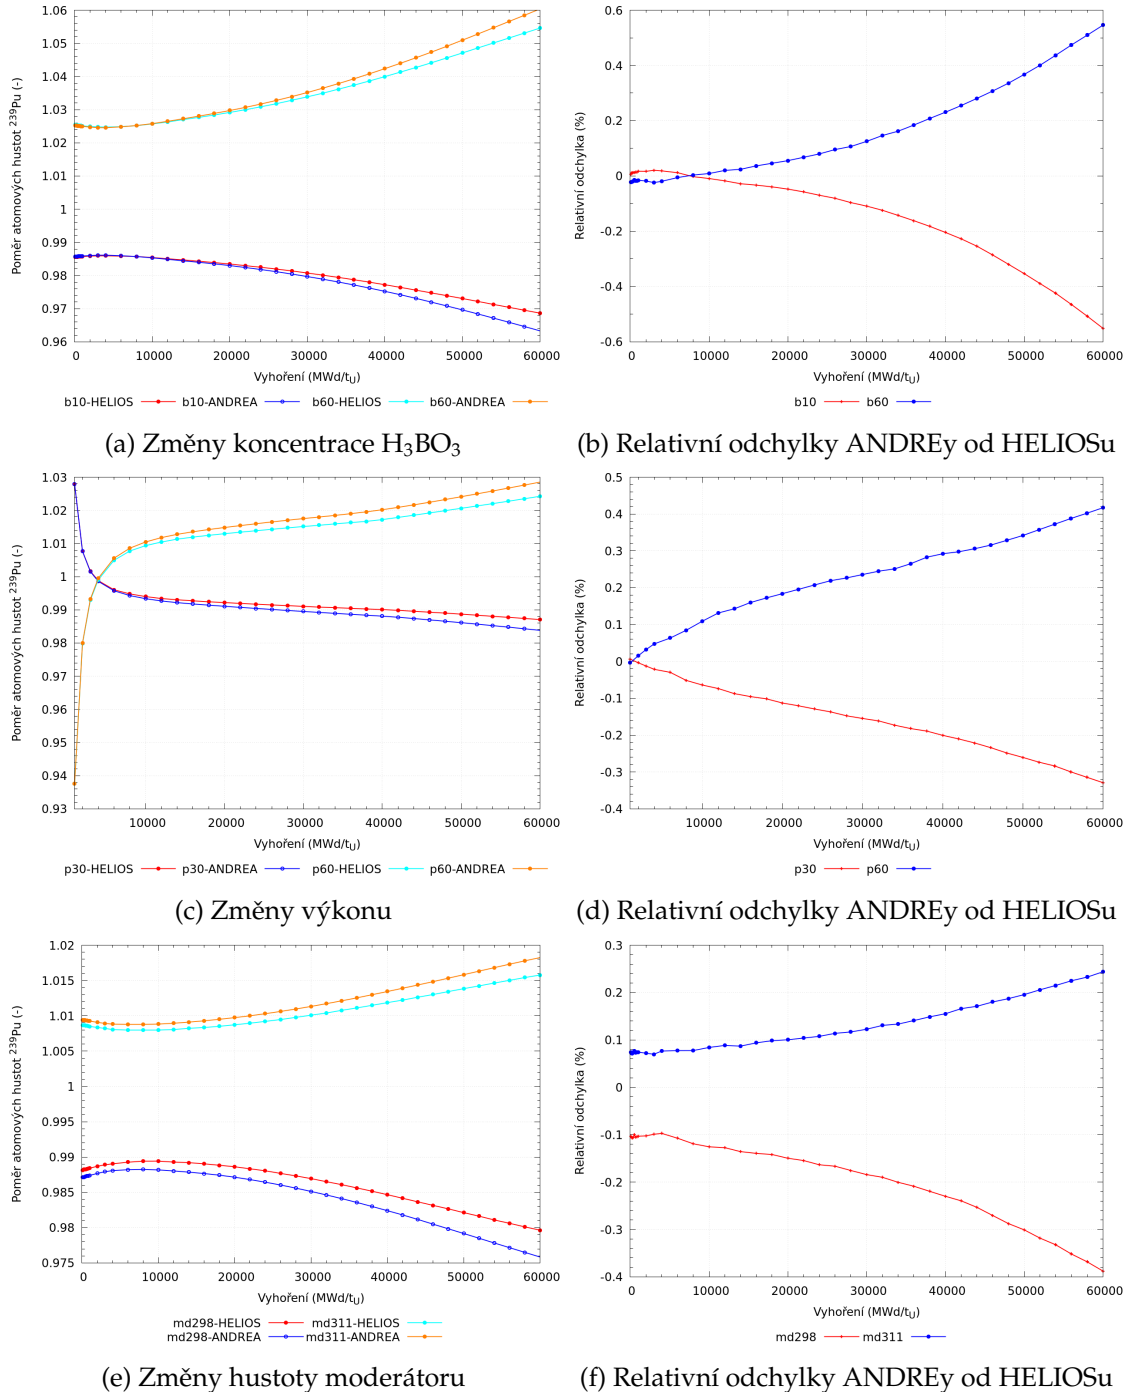 1.06
1.05
1.04
1.03
1.02
1.01
1
0.99
0.98
0.97
0.96
Poměr atomových hustot ²³⁹Pu (-)
0 10000 20000 30000 40000 50000 60000
Vyhoření (MWd/t_U)
b10-HELIOS b10-ANDREA b60-HELIOS b60-ANDREA
(a) Změny koncentrace H₃BO₃
0.6
0.4
0.2
0
-0.2
-0.4
-0.6
Relativní odchylka (%)
0 10000 20000 30000 40000 50000 60000
Vyhoření (MWd/t_U)
b10 b60
(b) Relativní odchylky ANDREy od HELIOSu
1.03
1.02
1.01
1
0.99
0.98
0.97
0.96
0.95
0.94
0.93
Poměr atomových hustot ²³⁹Pu (-)
10000 20000 30000 40000 50000 60000
Vyhoření (MWd/t_U)
p30-HELIOS p30-ANDREA p60-HELIOS p60-ANDREA
(c) Změny výkonu
0.5
0.4
0.3
0.2
0.1
0
-0.1
-0.2
-0.3
-0.4
Relativní odchylka (%)
10000 20000 30000 40000 50000 60000
Vyhoření (MWd/t_U)
p30 p60
(d) Relativní odchylky ANDREy od HELIOSu
1.02
1.015
1.01
1.005
1
0.995
0.99
0.985
0.98
0.975
Poměr atomových hustot ²³⁹Pu (-)
0 10000 20000 30000 40000 50000 60000
Vyhoření (MWd/t_U)
md298-HELIOS md311-HELIOS
md298-ANDREA md311-ANDREA
(e) Změny hustoty moderátoru
0.3
0.2
0.1
0
-0.1
-0.2
-0.3
-0.4
Relativní odchylka (%)
0 10000 20000 30000 40000 50000 60000
Vyhoření (MWd/t_U)
md298 md311
(f) Relativní odchylky ANDREy od HELIOSu